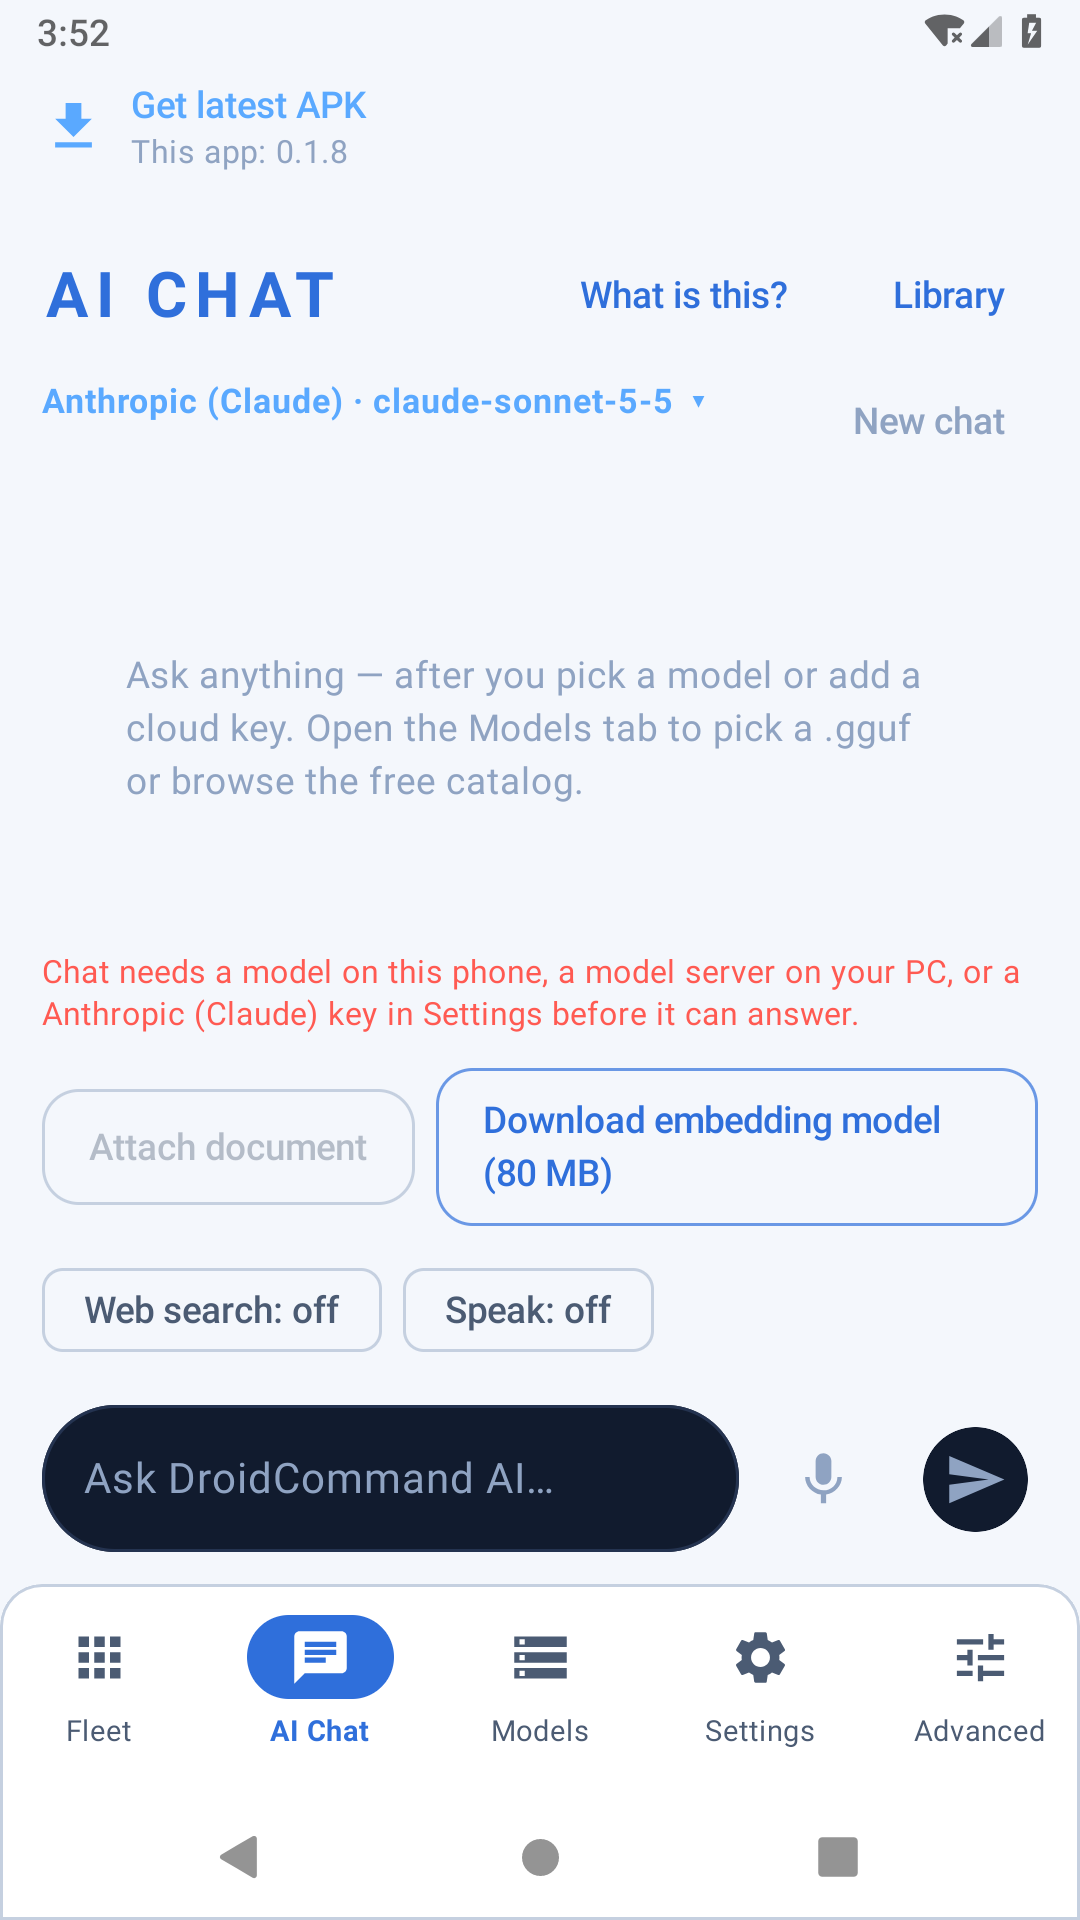 3:52
Get latest APK
This app: 0.1.8
AI CHAT
What is this?
Library
Anthropic (Claude) · claude-sonnet-5-5 ▾
New chat
Ask anything — after you pick a model or add a
cloud key. Open the Models tab to pick a .gguf
or browse the free catalog.
Chat needs a model on this phone, a model server on your PC, or a
Anthropic (Claude) key in Settings before it can answer.
Attach document
Download embedding model
(80 MB)
Web search: off
Speak: off
Ask DroidCommand AI…
Fleet
AI Chat
Models
Settings
Advanced